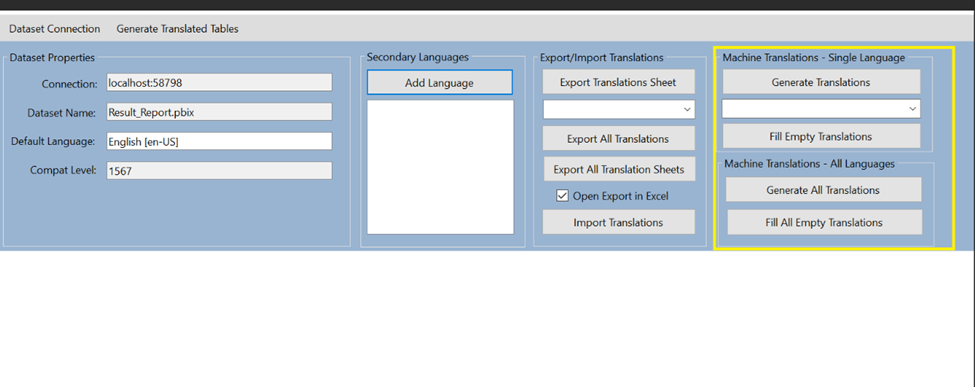 Dataset Connection Generate Translated Tables
Dataset Properties
Connection: localhost:58798
Dataset Name: Result_Report.pbix
Default Language: English [en-US]
Compat Level: 1567
Secondary Languages
Add Language
Export/Import Translations
Export Translations Sheet
Export All Translations
Export All Translation Sheets
Open Export in Excel
Import Translations
Machine Translations - Single Language
Generate Translations
Fill Empty Translations
Machine Translations - All Languages
Generate All Translations
Fill All Empty Translations